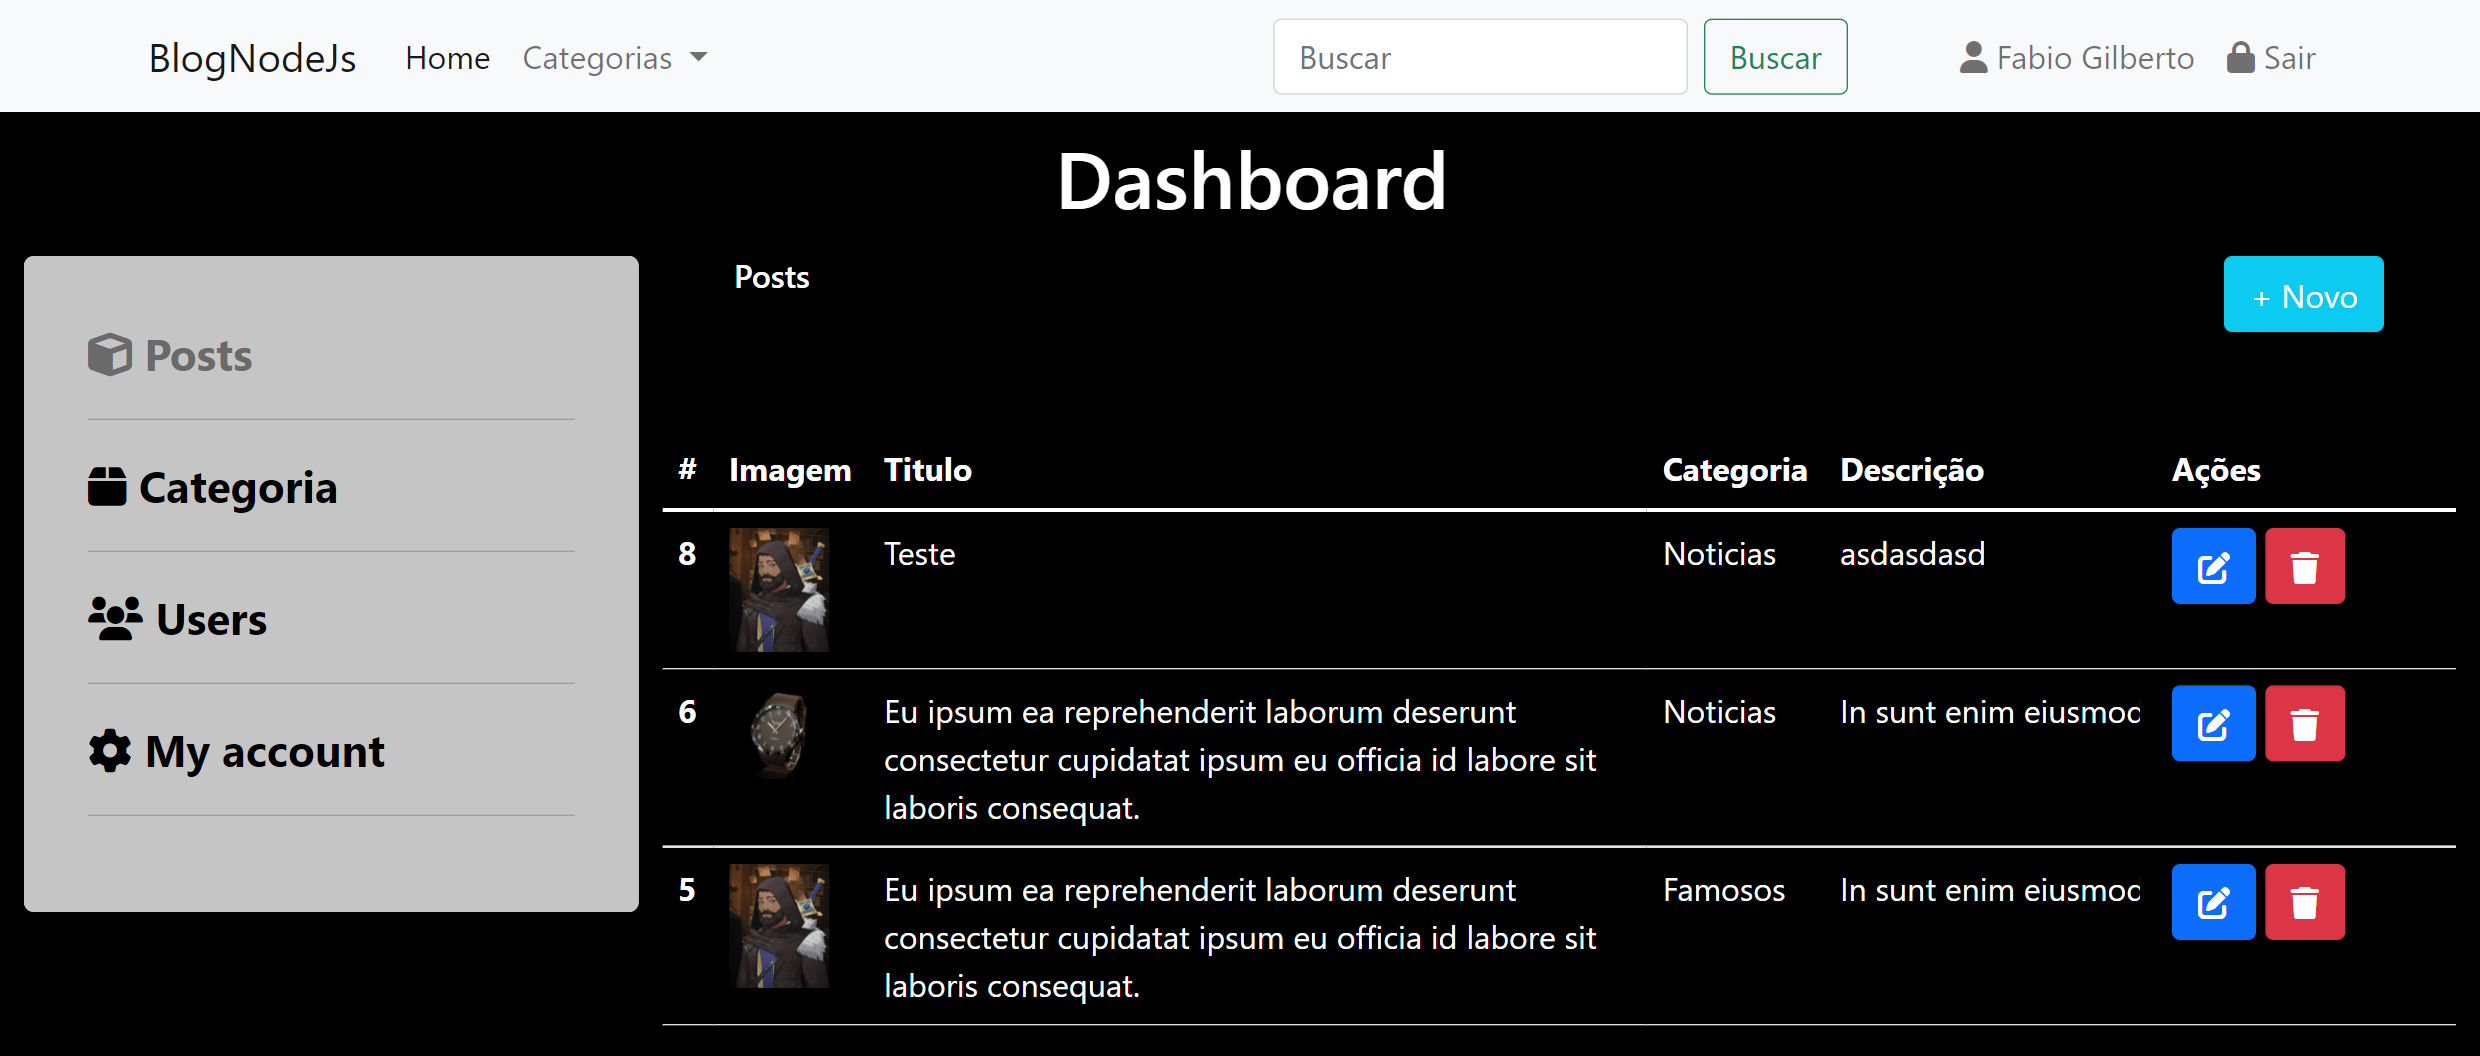 BlogNodeJs Home Categorias Buscar Buscar Fabio Gilberto Sair
Dashboard
Posts
Categoria
Users
My account
Posts + Novo
# Imagem Titulo Categoria Descrição Ações
8 Teste Noticias asdasdasd
6 Eu ipsum ea reprehenderit laborum deserunt Noticias In sunt enim eiusmod
consectetur cupidatat ipsum eu officia id labore sit
laboris consequat.
5 Eu ipsum ea reprehenderit laborum deserunt Famosos In sunt enim eiusmod
consectetur cupidatat ipsum eu officia id labore sit
laboris consequat.